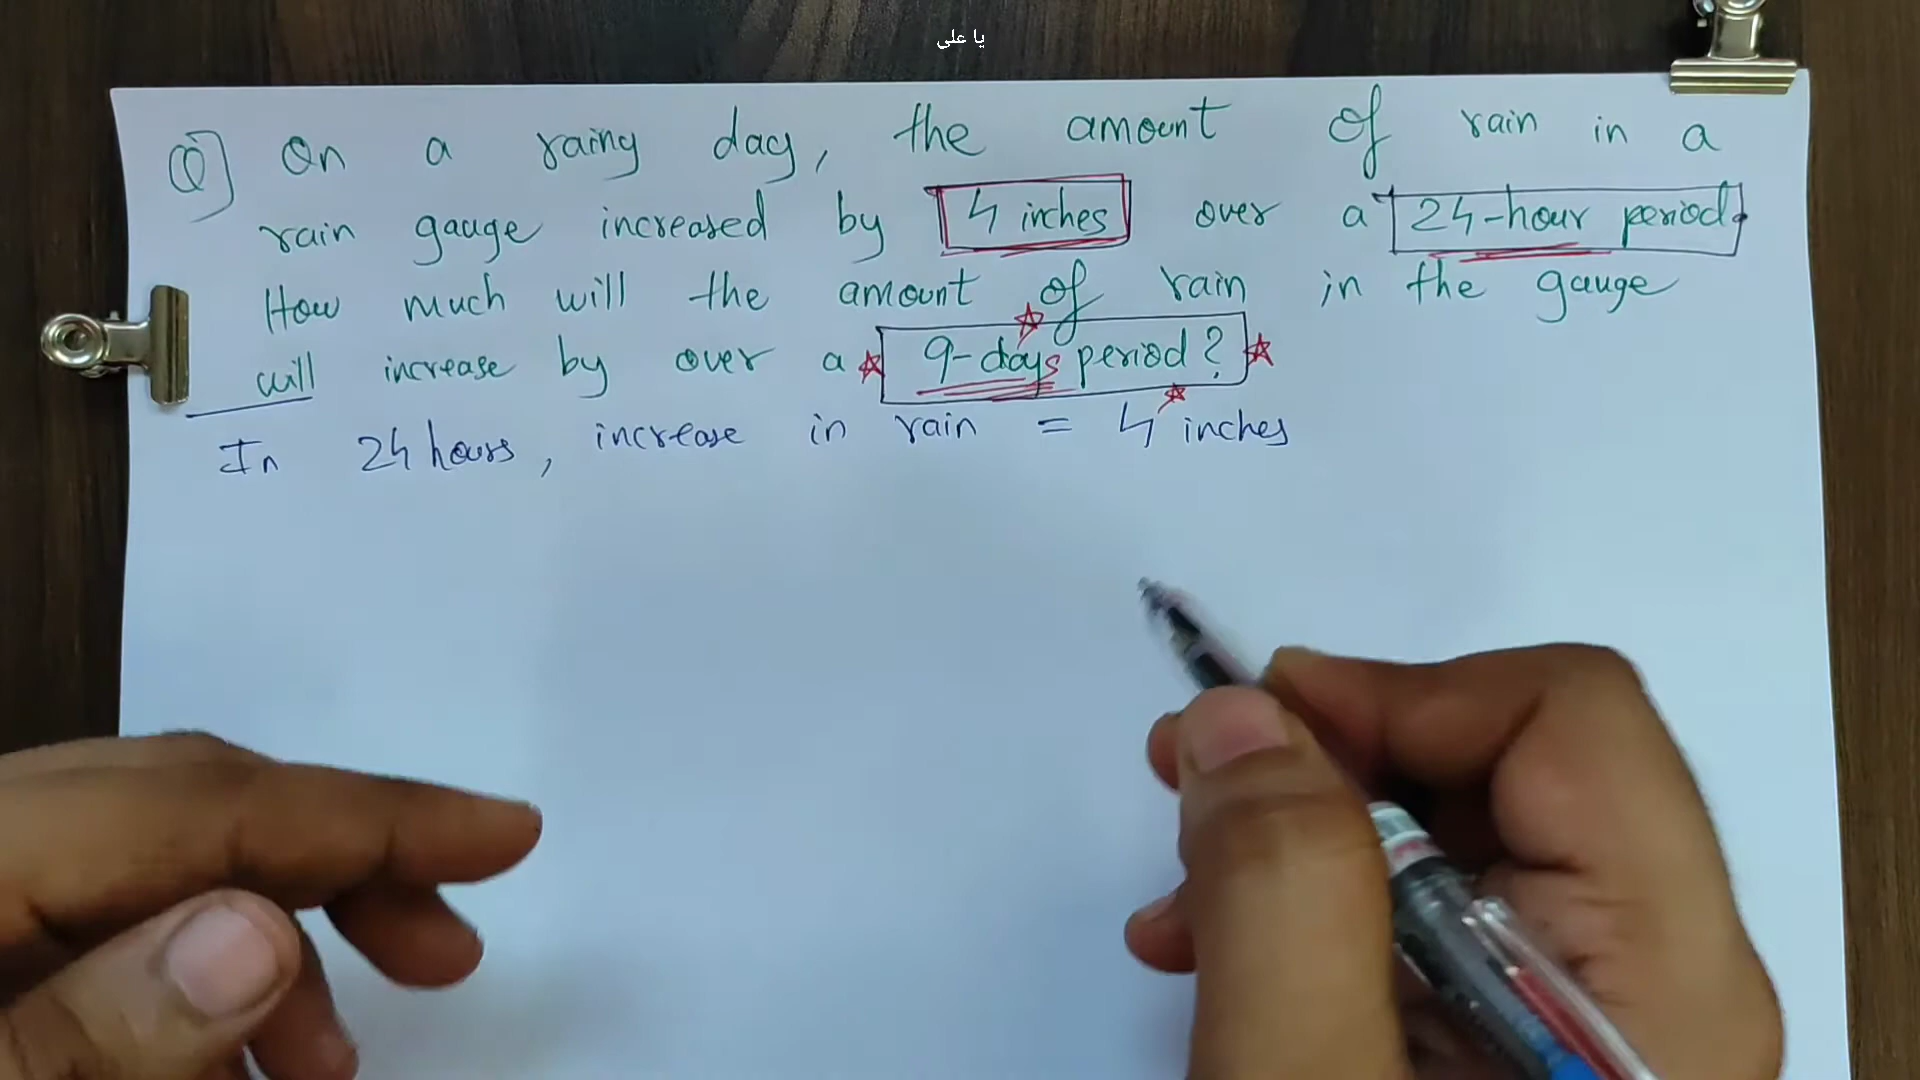 يا علی
Q] On a rainy day, the amount of rain in a
rain gauge increased by 4 inches over a 24-hour period.
How much will the amount of rain in the gauge
will increase by over a 9-days period?
In 24 hours, increase in rain = 4 inches